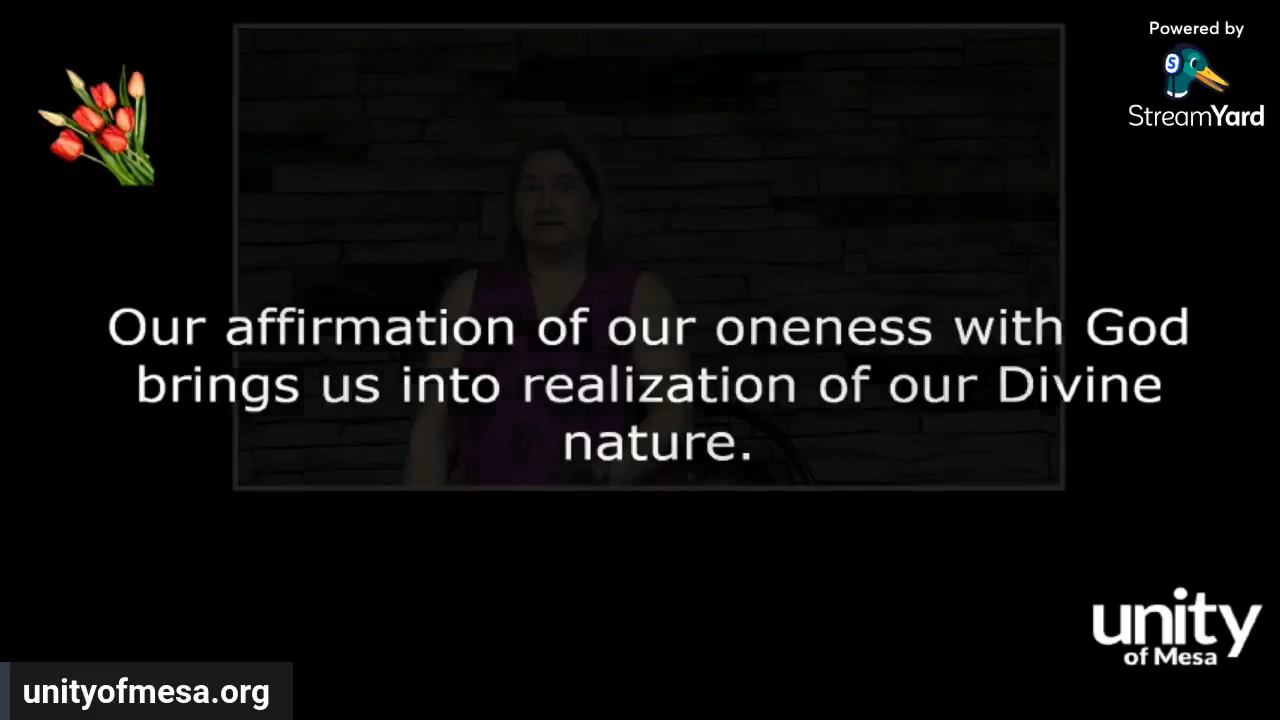 Powered by
S
StreamYard
Our affirmation of our oneness with God
brings us into realization of our Divine
nature.
unity
of Mesa
unityofmesa.org